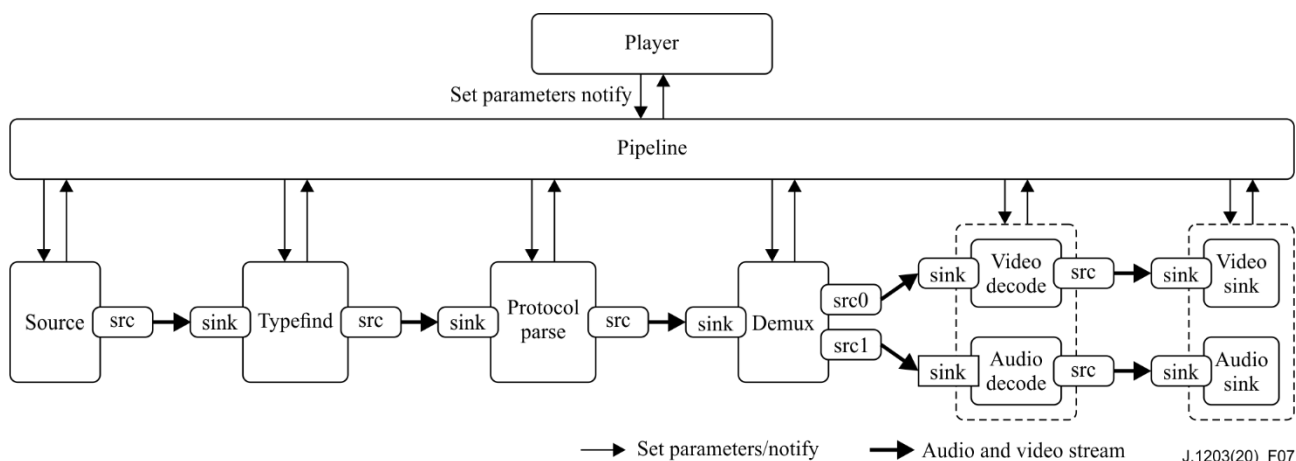 Player
Set parameters notify
Pipeline
Source
src
sink
Typefind
src
sink
Protocol
parse
src
sink
Demux
src0
src1
sink
Video
decode
src
sink
Video
sink
sink
Audio
decode
src
sink
Audio
sink
Set parameters/notify
Audio and video stream
J.1203(20)_F07